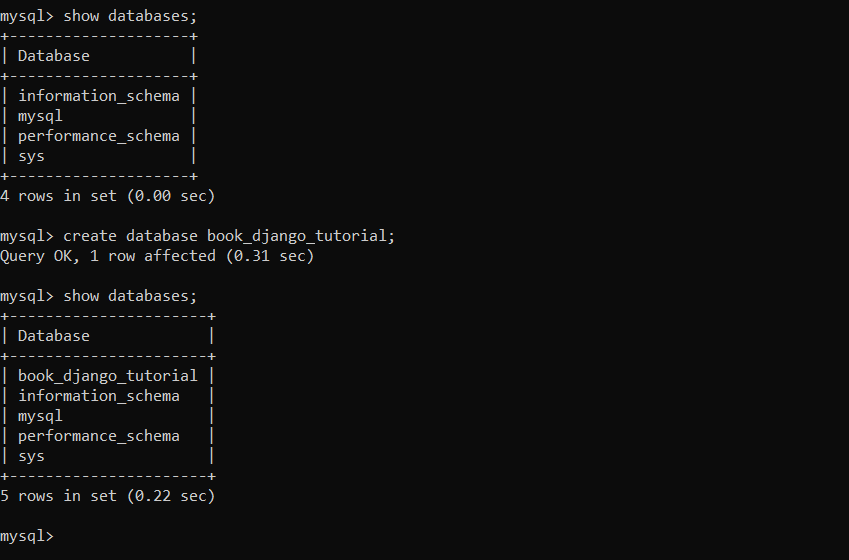 mysql> show databases;
+--------------------+
| Database           |
+--------------------+
| information_schema |
| mysql              |
| performance_schema |
| sys                |
+--------------------+
4 rows in set (0.00 sec)
mysql> create database book_django_tutorial;
Query OK, 1 row affected (0.31 sec)
mysql> show databases;
+----------------------+
| Database             |
+----------------------+
| book_django_tutorial |
| information_schema   |
| mysql                |
| performance_schema   |
| sys                  |
+----------------------+
5 rows in set (0.22 sec)
mysql>